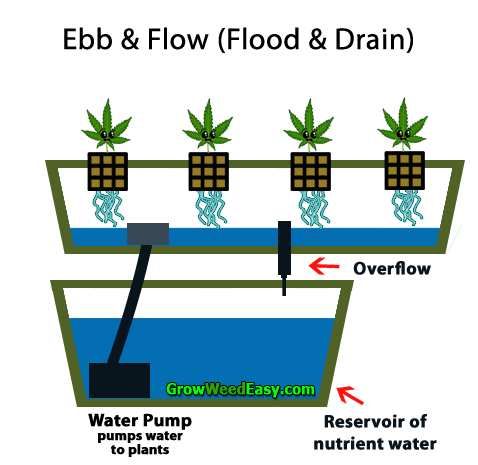 Ebb & Flow (Flood & Drain)
Overflow
GrowWeedEasy.com
Water Pump
pumps water
to plants
Reservoir of
nutrient water